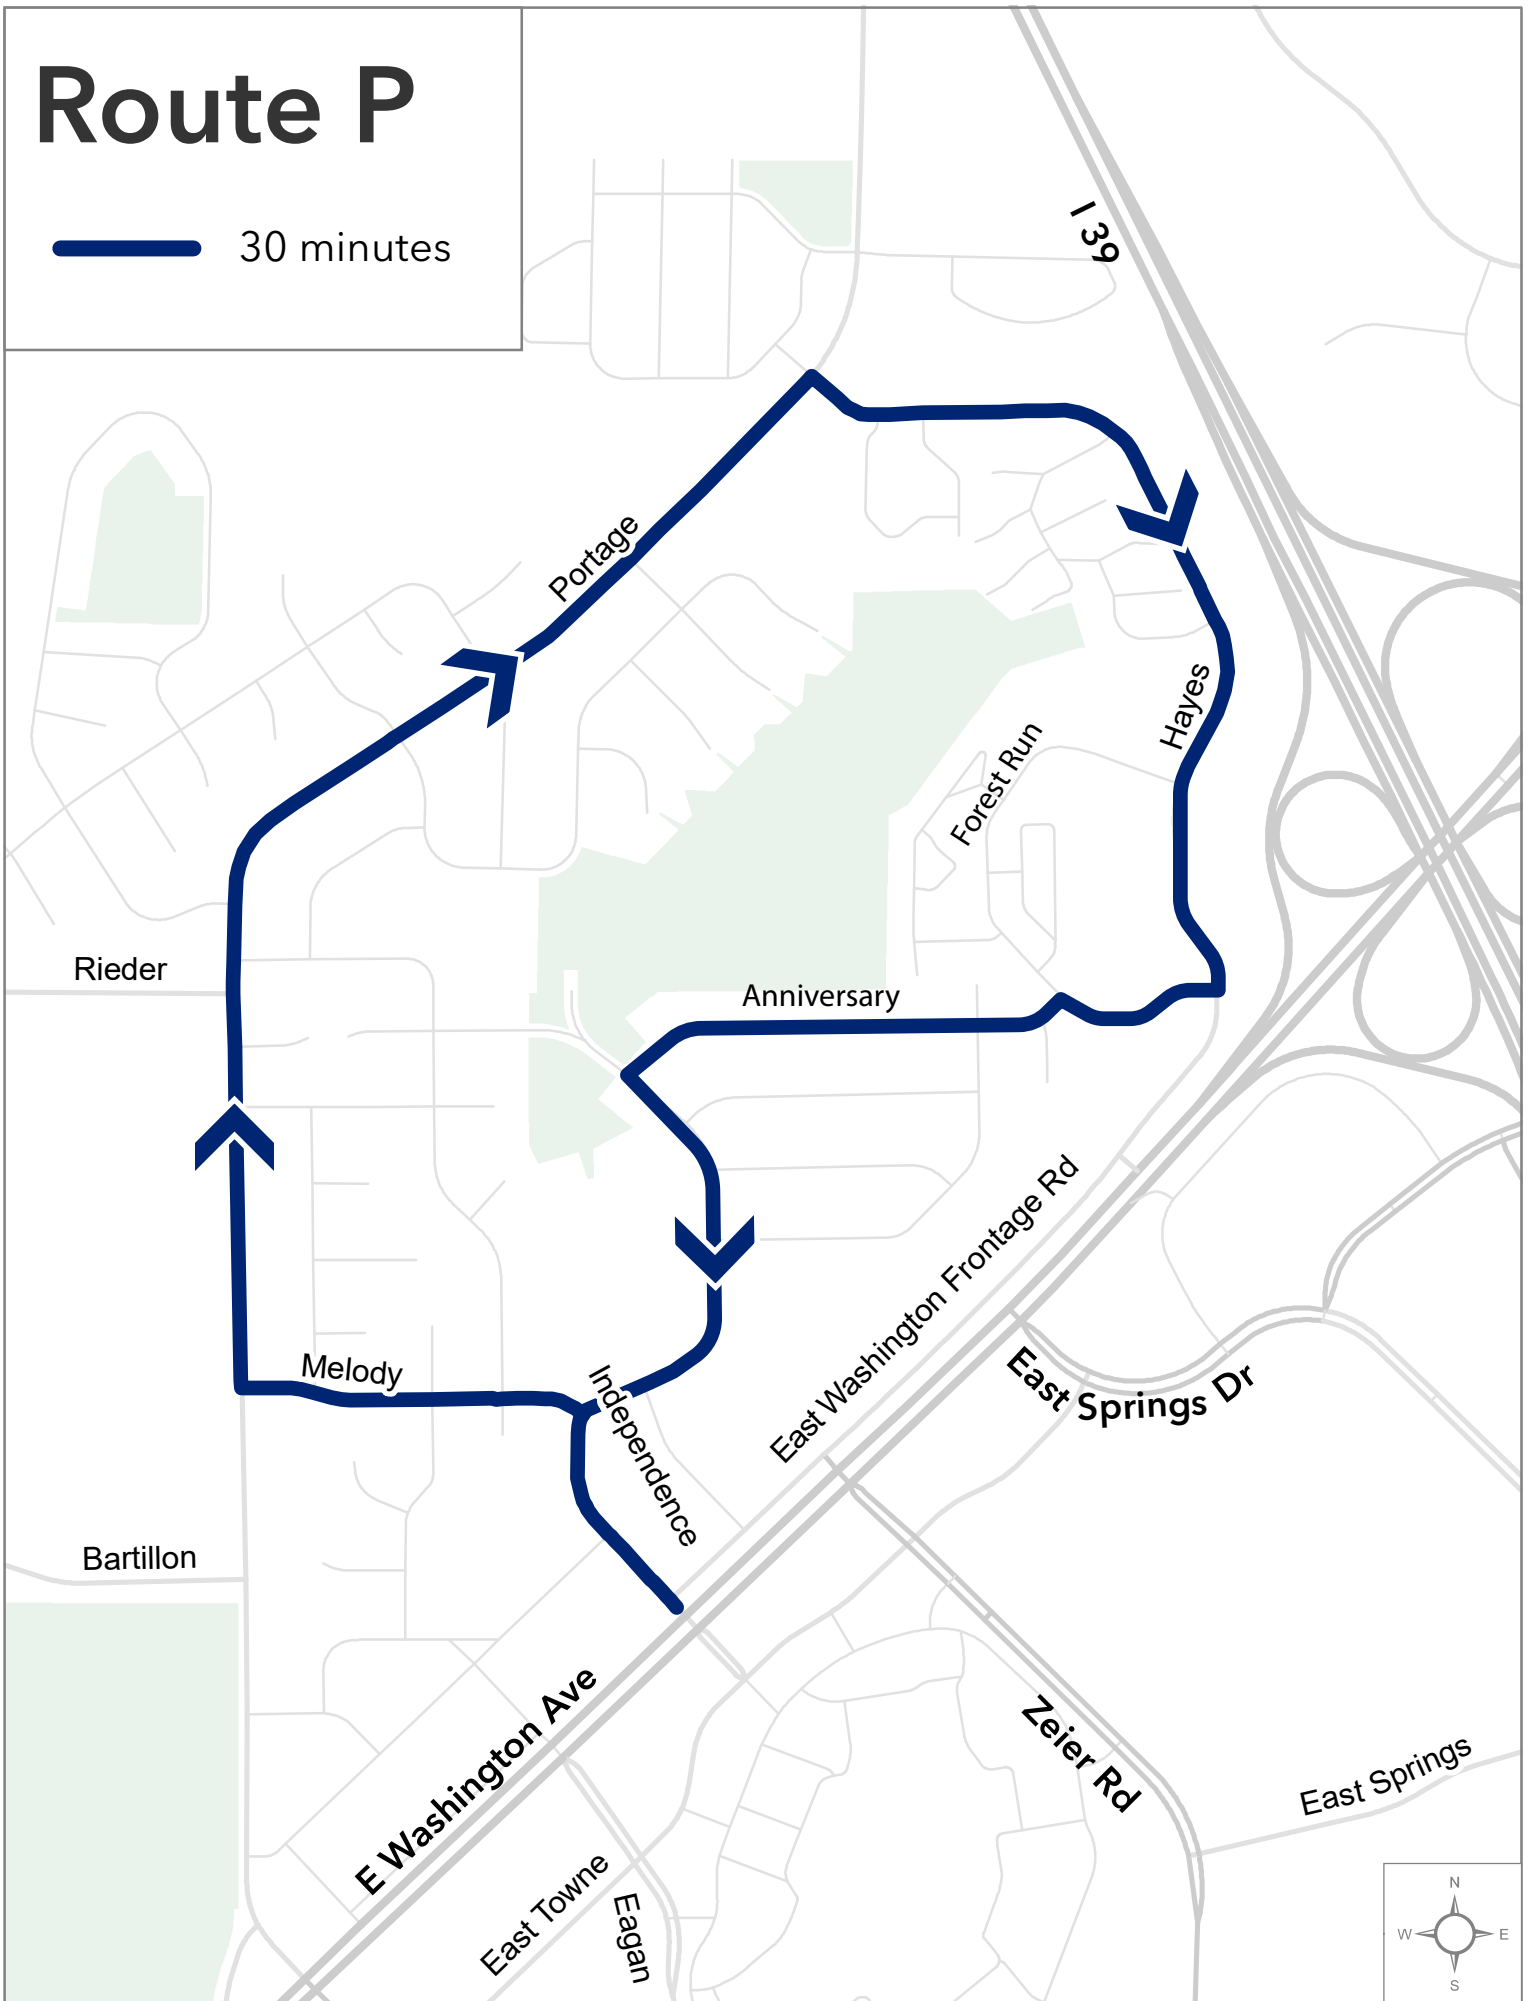 Route P
30 minutes
I 39
Portage
Hayes
Forest Run
Rieder
Anniversary
East Washington Frontage Rd
Melody
Independence
East Springs Dr
Bartillon
E Washington Ave
Zeier Rd
East Springs
East Towne
Eagan
N
W
E
S